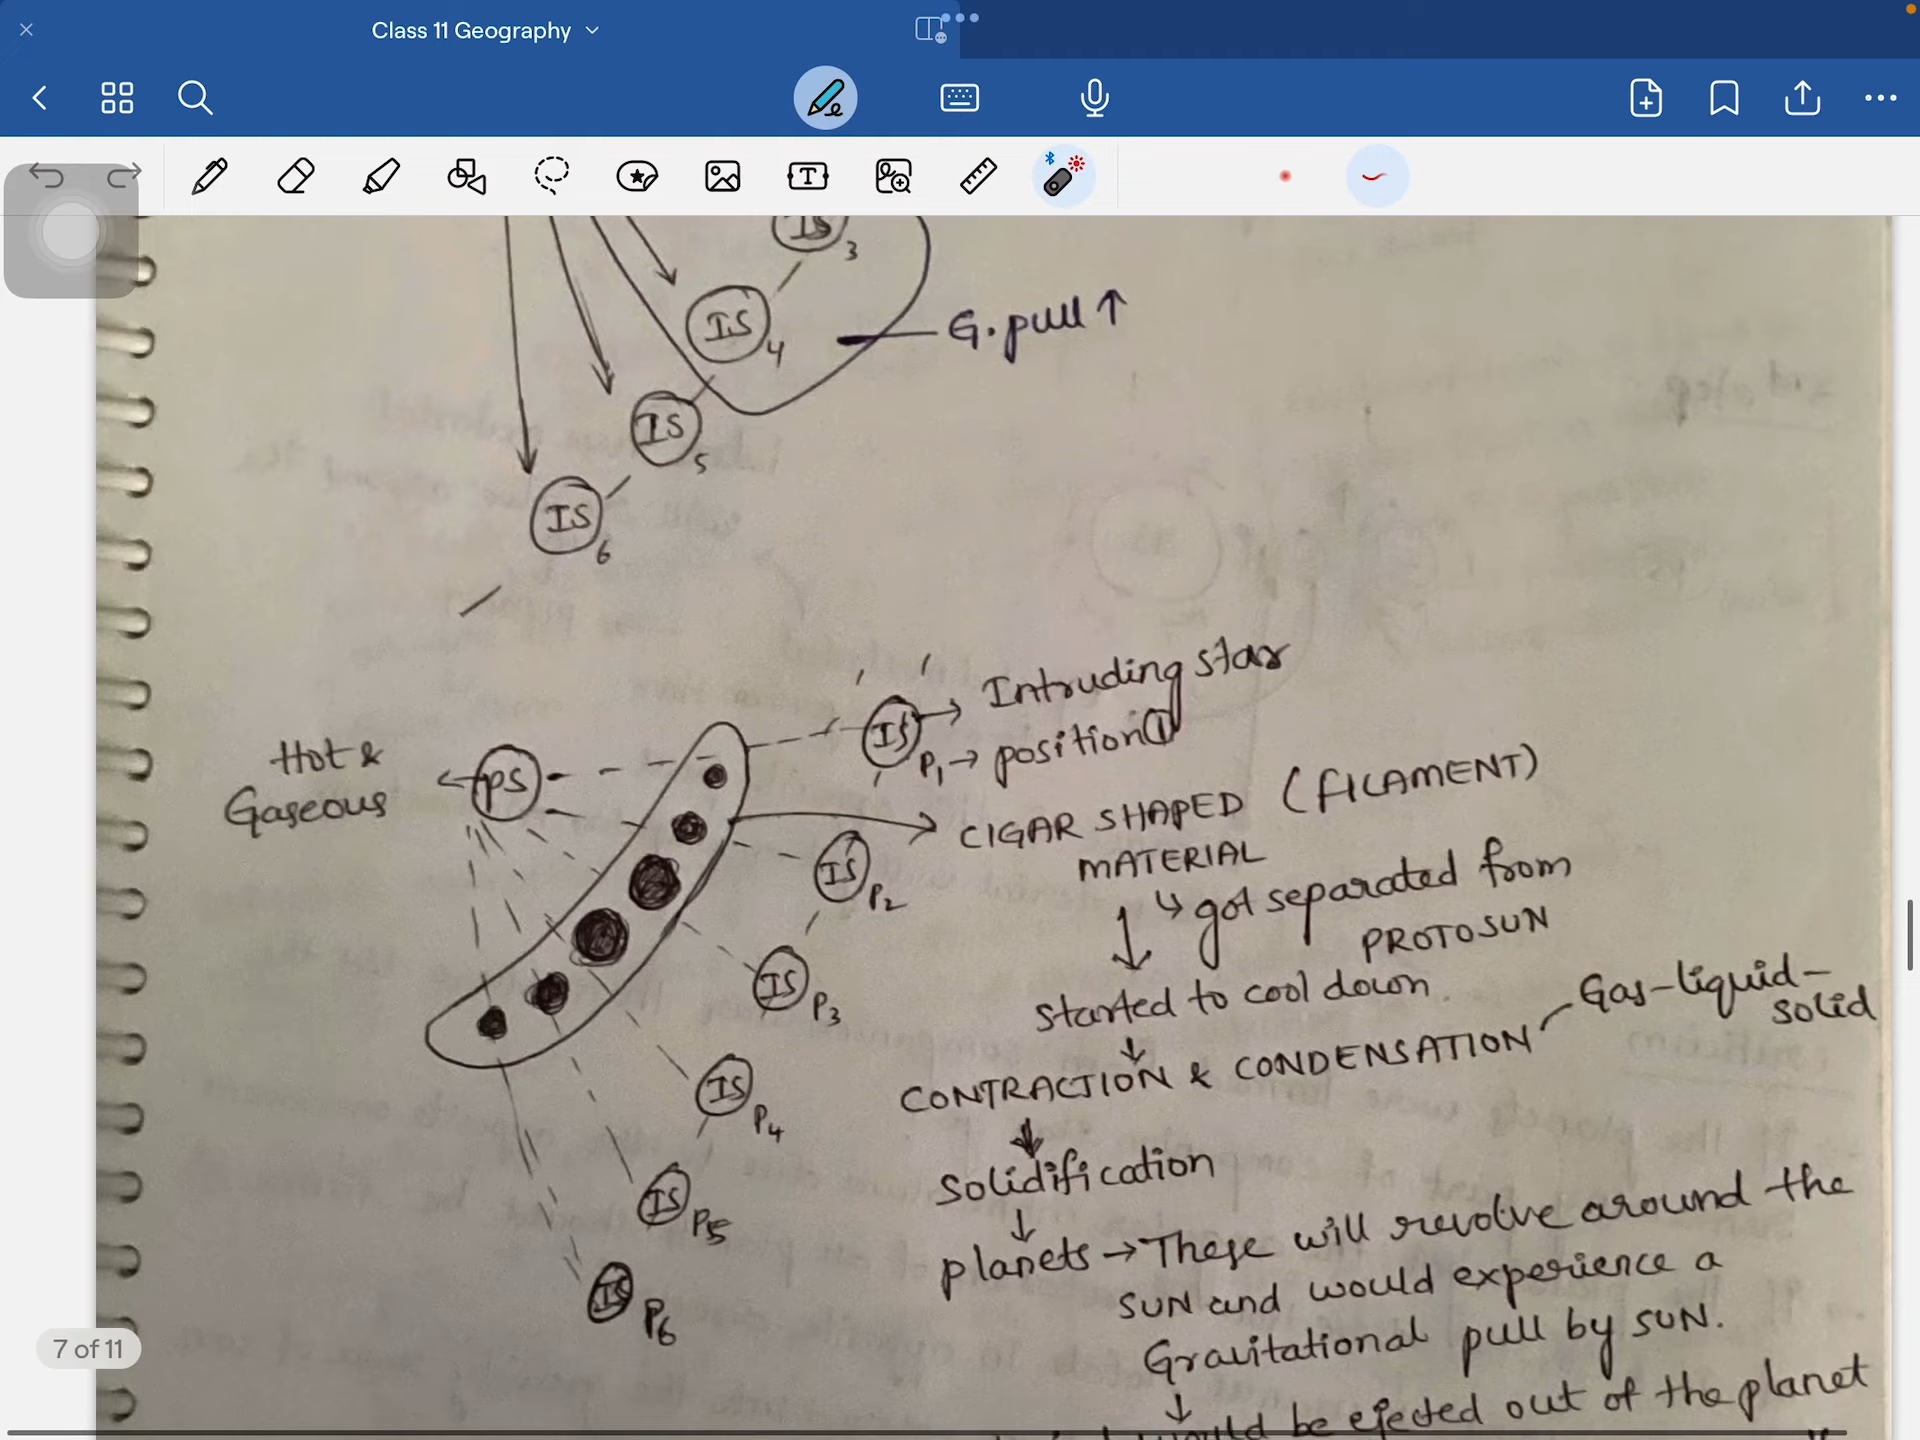 Class 11 Geography
T
IS 3
IS 4
G. pull ↑
IS 5
IS 6
Intruding star
IS P1 → position ①
Hot &
Gaseous
PS
CIGAR SHAPED (FILAMENT)
MATERIAL
IS P2
↳ got separated from
PROTOSUN
IS P3
started to cool down.
Gas-liquid-
solid
CONTRACTION & CONDENSATION
IS P4
Solidification
IS P5
planets → These will revolve around the
SUN and would experience a
Gravitational pull by SUN.
IS P6
would be ejected out of the planet
7 of 11